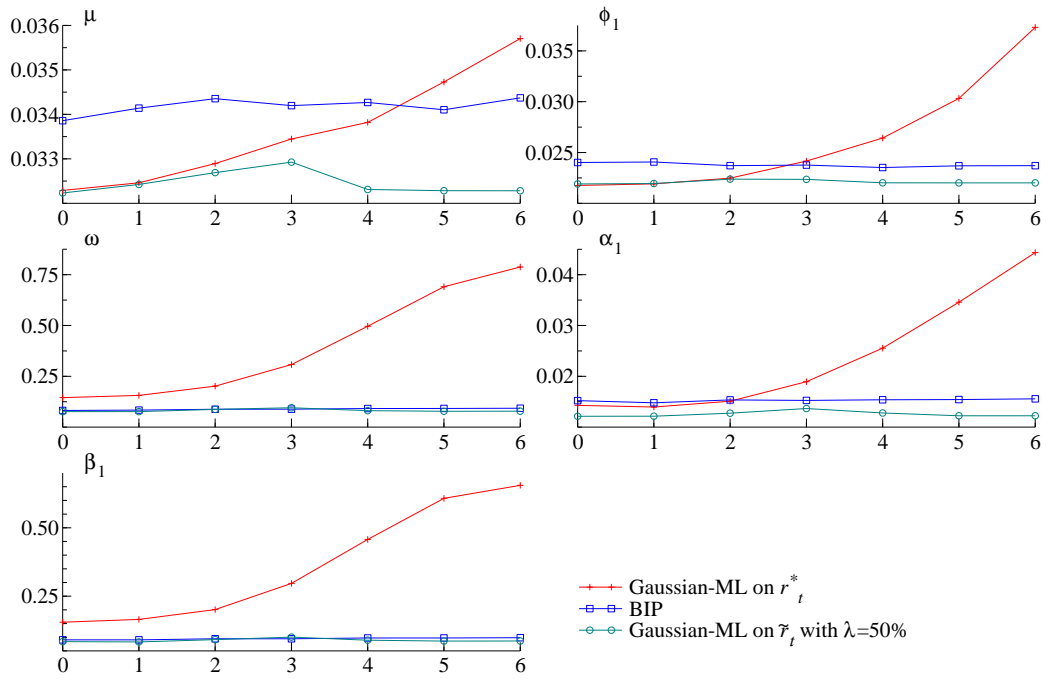 μ
0.036
0.035
0.034
0.033
0 1 2 3 4 5 6
ϕ1
0.035
0.030
0.025
0 1 2 3 4 5 6
ω
0.75
0.50
0.25
0 1 2 3 4 5 6
α1
0.04
0.03
0.02
0 1 2 3 4 5 6
β1
0.50
0.25
0 1 2 3 4 5 6
Gaussian-ML on r*t
BIP
Gaussian-ML on r̃t with λ=50%